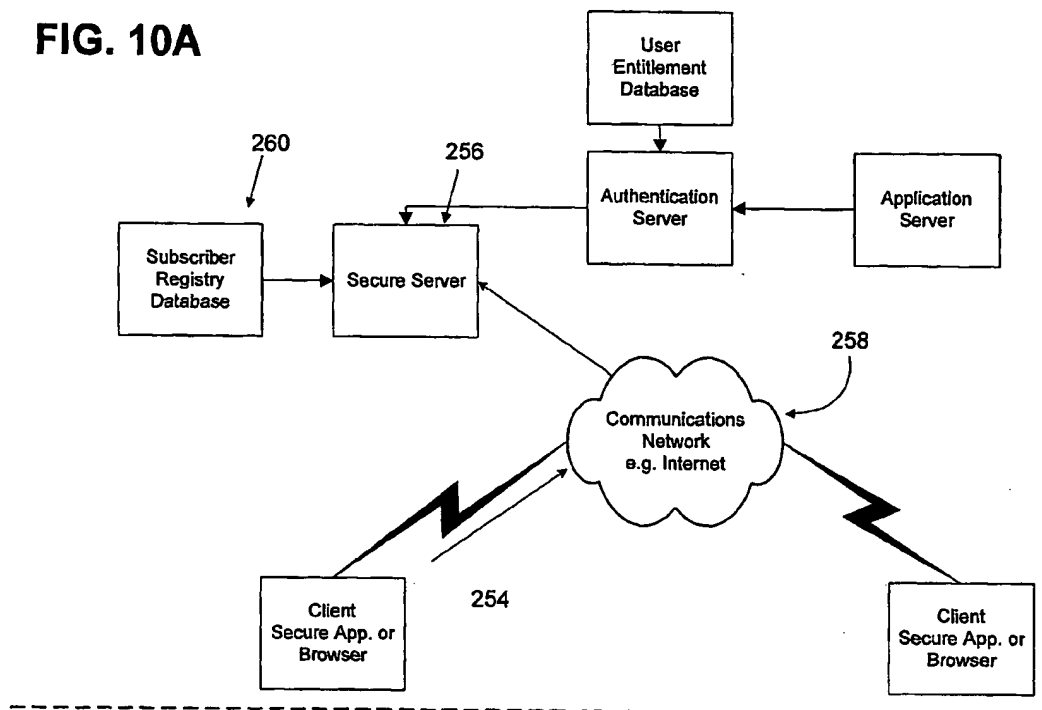 FIG. 10A
User
Entitlement
Database
260
256
Authentication
Server
Application
Server
Subscriber
Registry
Database
Secure Server
258
Communications
Network
e.g. Internet
254
Client
Secure App. or
Browser
Client
Secure App. or
Browser